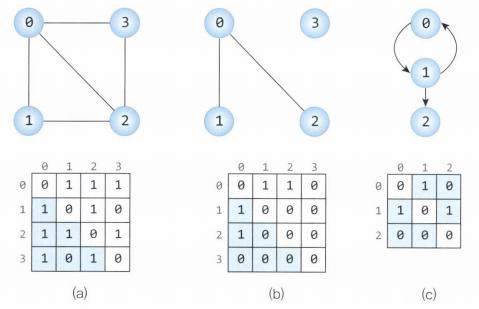 0 3
1 2
0 3
1 2
0
1
2
0 1 2 3
0 0 1 1 1
1 1 0 1 0
2 1 1 0 1
3 1 0 1 0
(a)
0 1 2 3
0 0 1 1 0
1 1 0 0 0
2 1 0 0 0
3 0 0 0 0
(b)
0 1 2
0 0 1 0
1 1 0 1
2 0 0 0
(c)